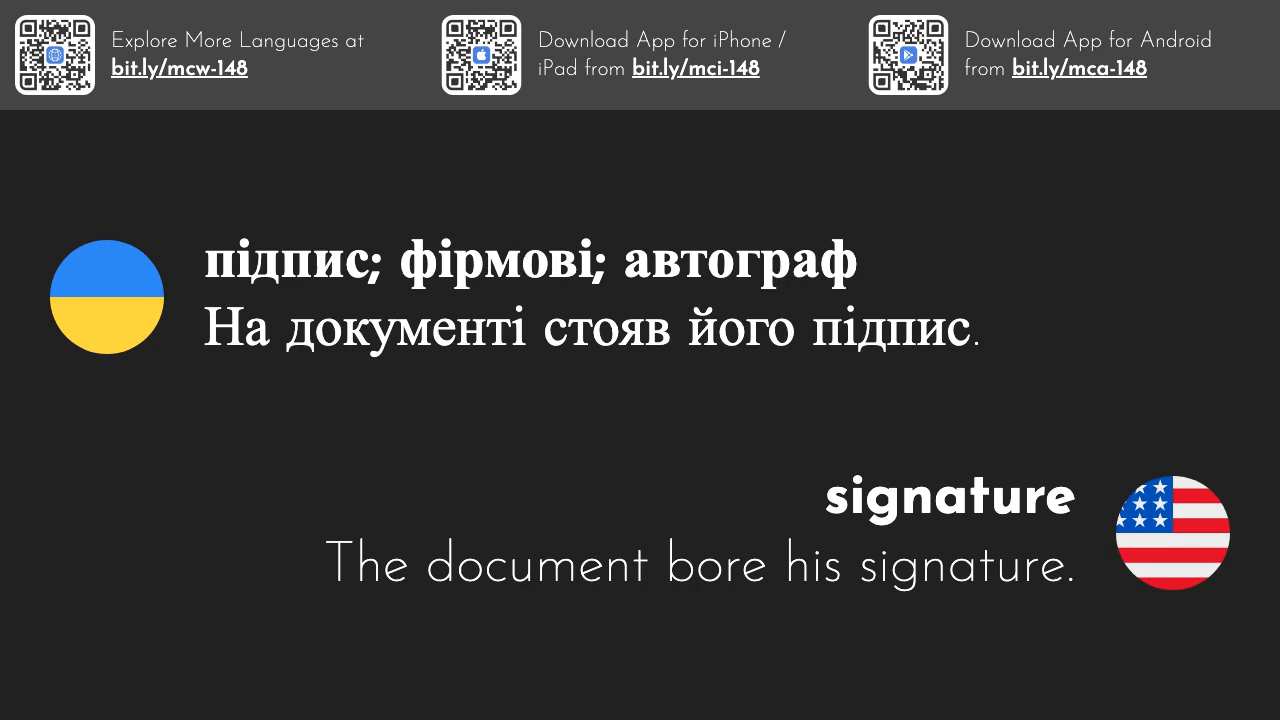 Explore More Languages at
bit.ly/mcw-148
Download App for iPhone /
iPad from bit.ly/mci-148
Download App for Android
from bit.ly/mca-148
підпис; фірмові; автограф
На документі стояв його підпис.
signature
The document bore his signature.